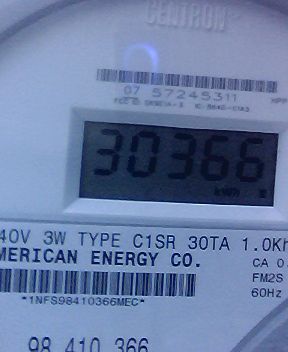 CENTRON
07 57245311
30366
kWh
40V 3W TYPE C1SR 30TA 1.0Kh
MERICAN ENERGY CO.
CA 0.
FM2S
60Hz
*1NFS98410366MEC*
98 410 366